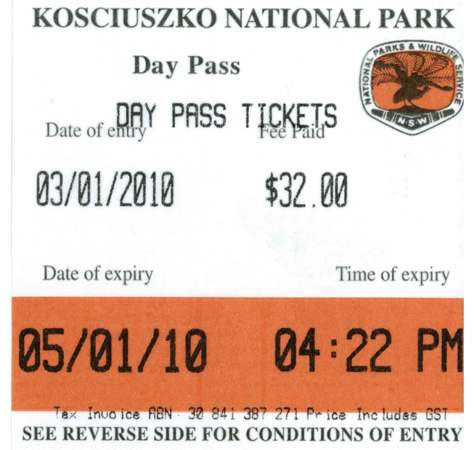 KOSCIUSZKO NATIONAL PARK
Day Pass
NATIONAL PARKS & WILDLIFE SERVICE
NSW
DAY PASS TICKETS
Date of entry Fee Paid
03/01/2010 $32.00
Date of expiry Time of expiry
05/01/10 04:22 PM
Tax Invoice ABN 30 841 387 271 Price Includes GST
SEE REVERSE SIDE FOR CONDITIONS OF ENTRY